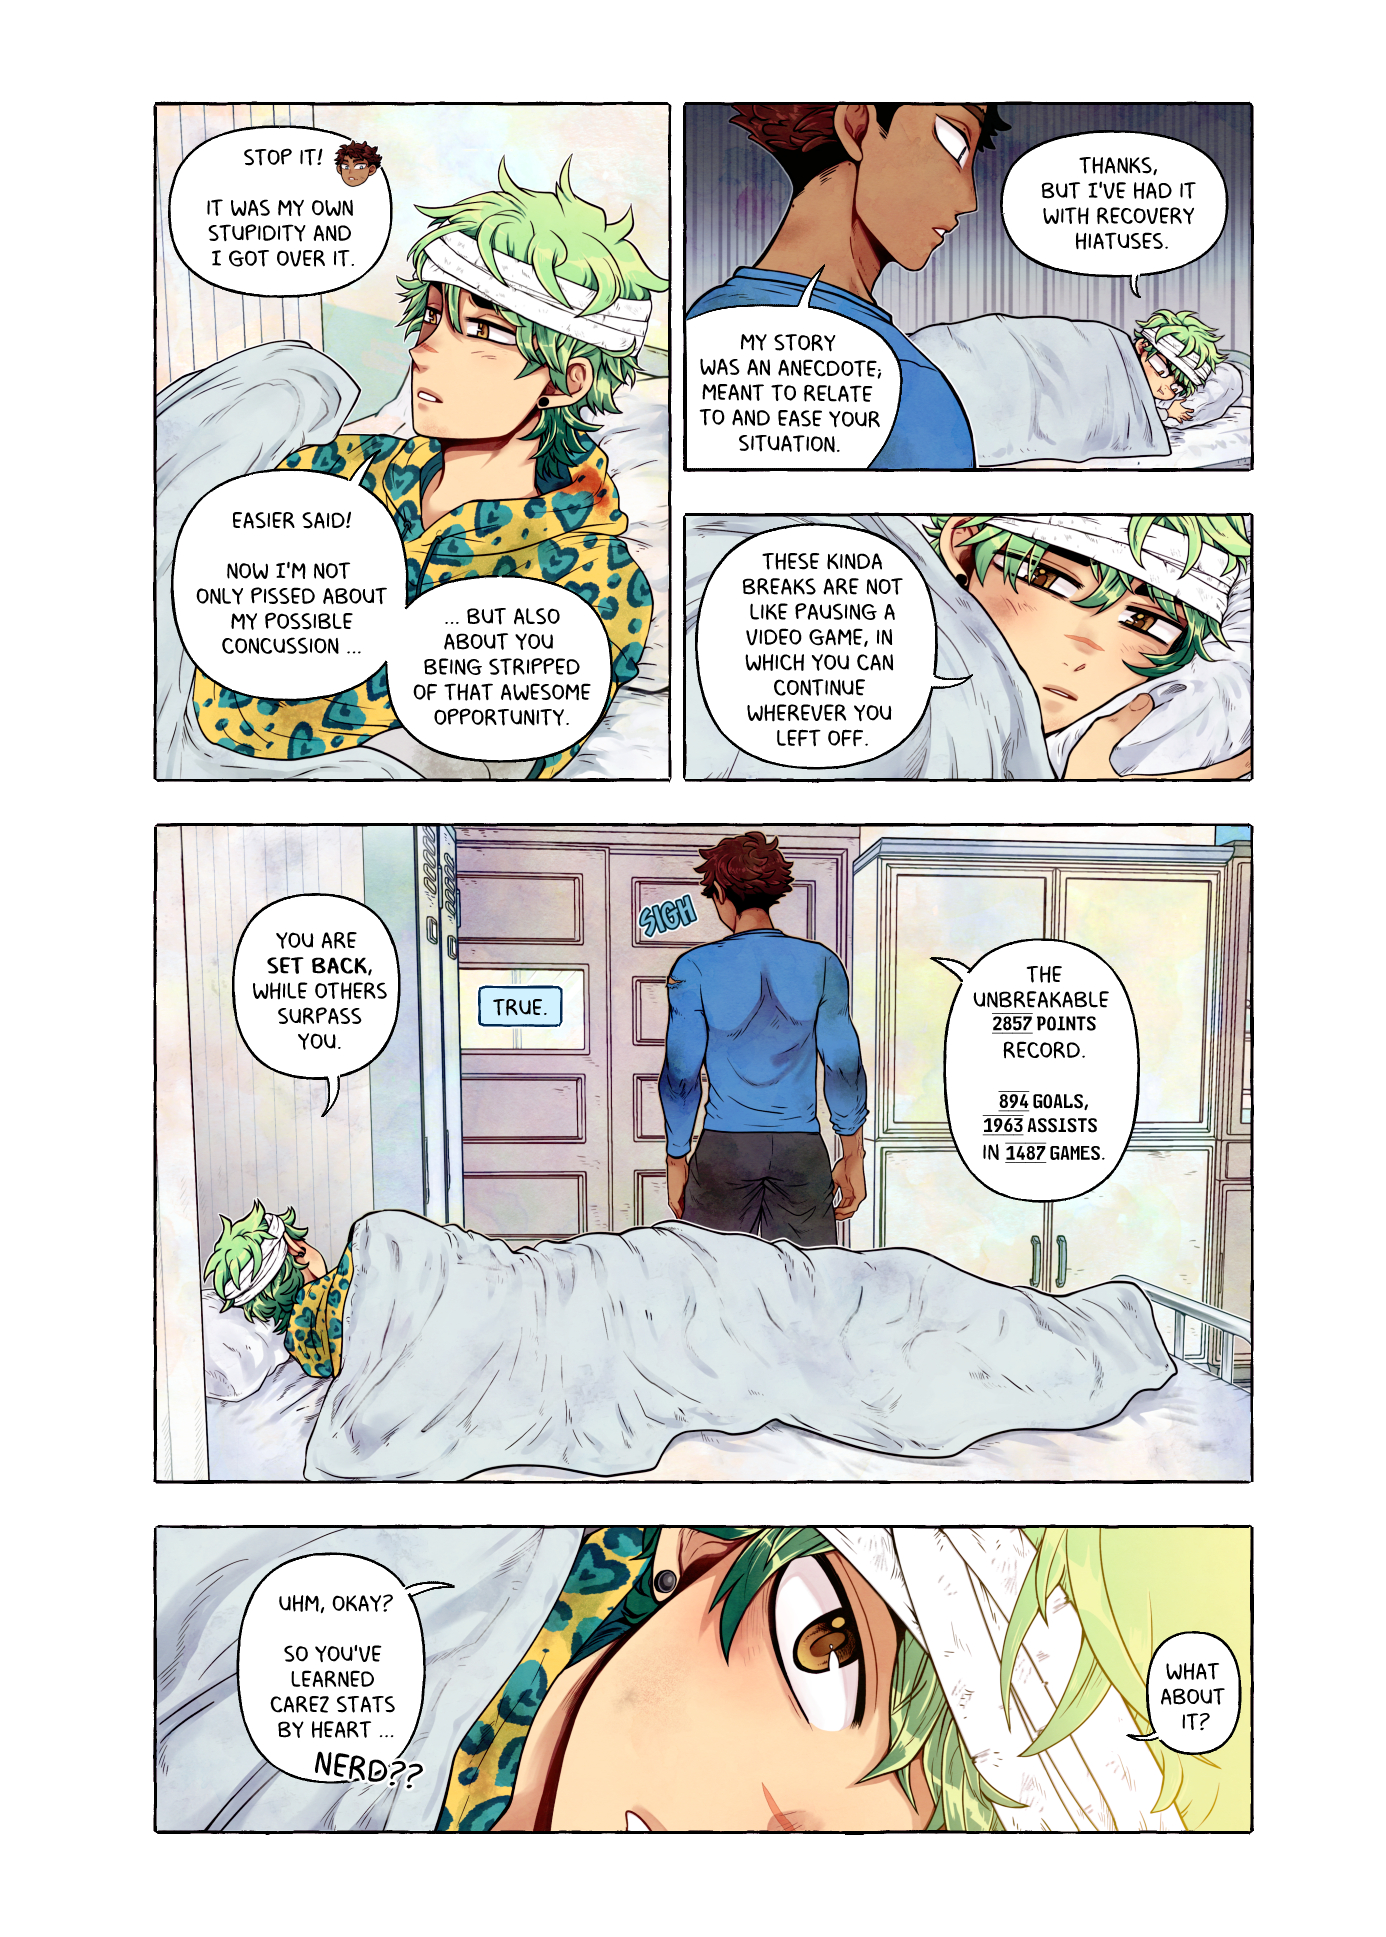 STOP IT!
IT WAS MY OWN
STUPIDITY AND
I GOT OVER IT.
EASIER SAID!
NOW I'M NOT
ONLY PISSED ABOUT
MY POSSIBLE
CONCUSSION ...
... BUT ALSO
ABOUT YOU
BEING STRIPPED
OF THAT AWESOME
OPPORTUNITY.
THANKS,
BUT I'VE HAD IT
WITH RECOVERY
HIATUSES.
MY STORY
WAS AN ANECDOTE;
MEANT TO RELATE
TO AND EASE YOUR
SITUATION.
THESE KINDA
BREAKS ARE NOT
LIKE PAUSING A
VIDEO GAME, IN
WHICH YOU CAN
CONTINUE
WHEREVER YOU
LEFT OFF.
YOU ARE
SET BACK,
WHILE OTHERS
SURPASS
YOU.
SIGH
TRUE.
THE
UNBREAKABLE
2857 POINTS
RECORD.
894 GOALS,
1963 ASSISTS
IN 1487 GAMES.
UHM, OKAY?
SO YOU'VE
LEARNED
CAREZ STATS
BY HEART ...
NERD??
WHAT
ABOUT
IT?